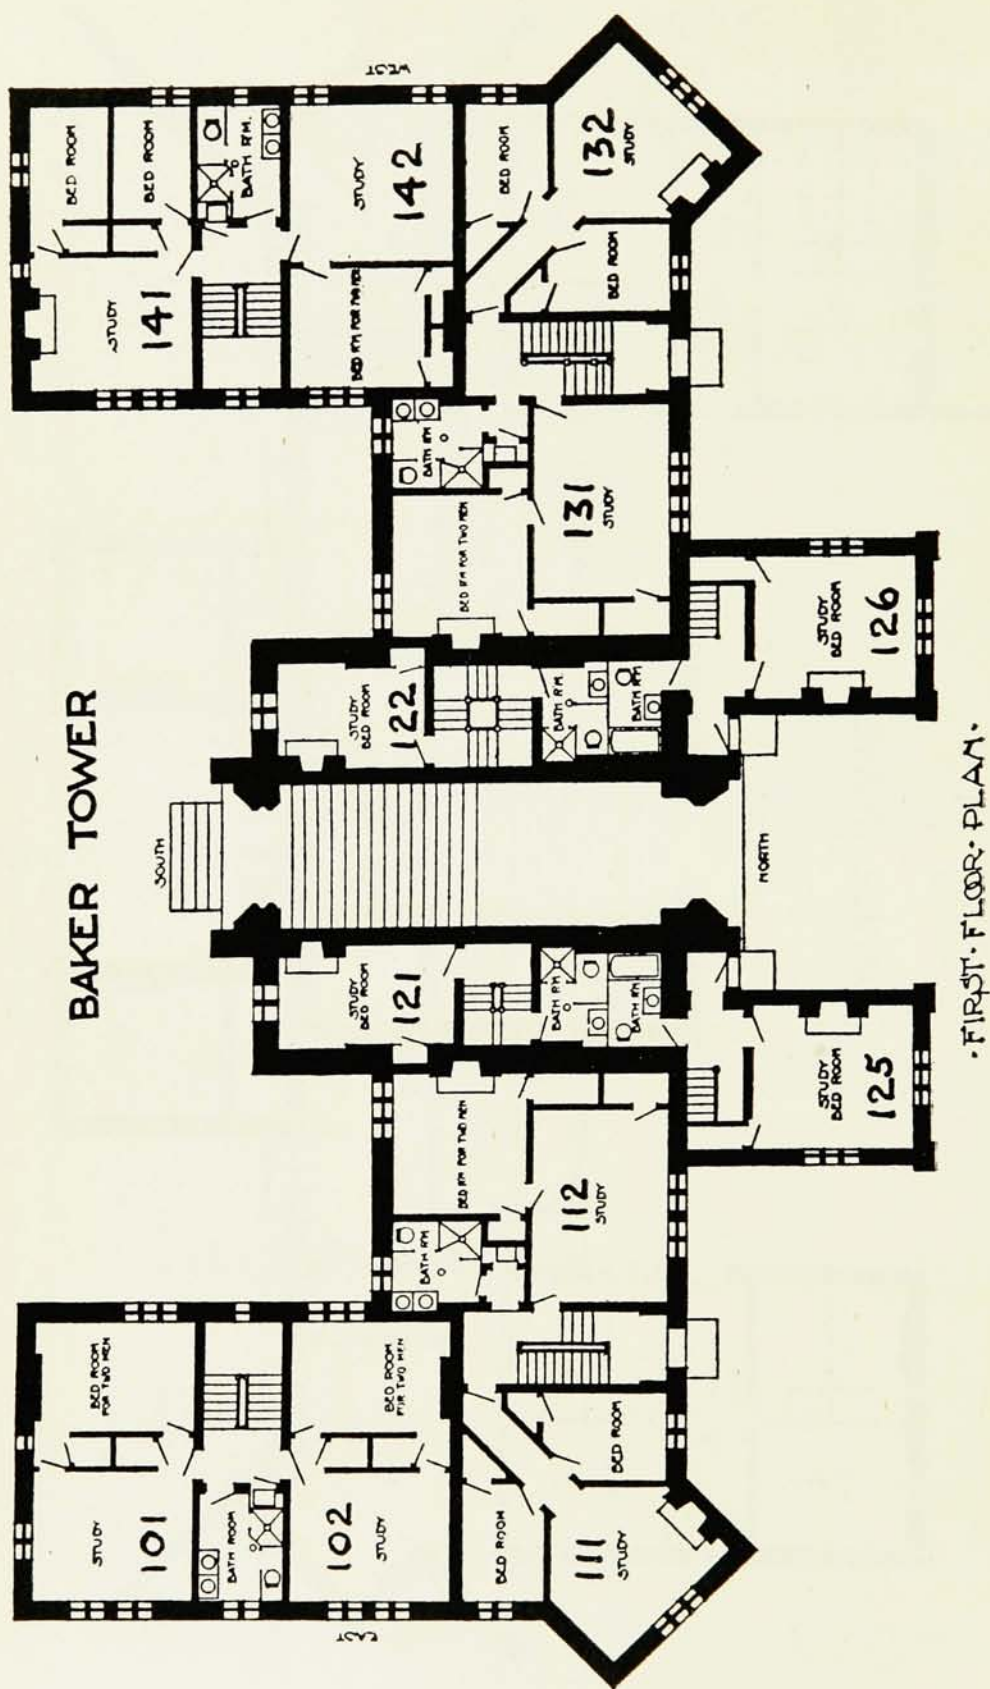 BAKER TOWER
SOUTH
EAST
WEST
NORTH
STUDY
101
BED ROOM
FOR TWO MEN
BATH ROOM
102
STUDY
BED ROOM
FOR TWO MEN
BED ROOM
111
STUDY
BED ROOM
BATH RM
BED RM FOR TWO MEN
112
STUDY
STUDY
BED ROOM
121
BATH RM
BATH RM
STUDY
BED ROOM
125
STUDY
BED ROOM
122
BATH RM.
BATH RM
STUDY
BED ROOM
126
BED RM FOR TWO MEN
BATH RM
131
STUDY
BED ROOM
BED ROOM
132
STUDY
BED ROOM
BED ROOM
BATH RM.
STUDY
141
STUDY
142
BED RM FOR TWO MEN
·FIRST·FLOOR·PLAN·